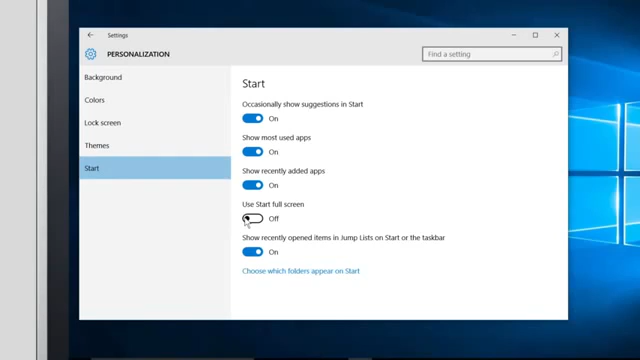 Settings
PERSONALIZATION
Find a setting
Background
Colors
Lock screen
Themes
Start
Start
Occasionally show suggestions in Start
On
Show most used apps
On
Show recently added apps
On
Use Start full screen
Off
Show recently opened items in Jump Lists on Start or the taskbar
On
Choose which folders appear on Start